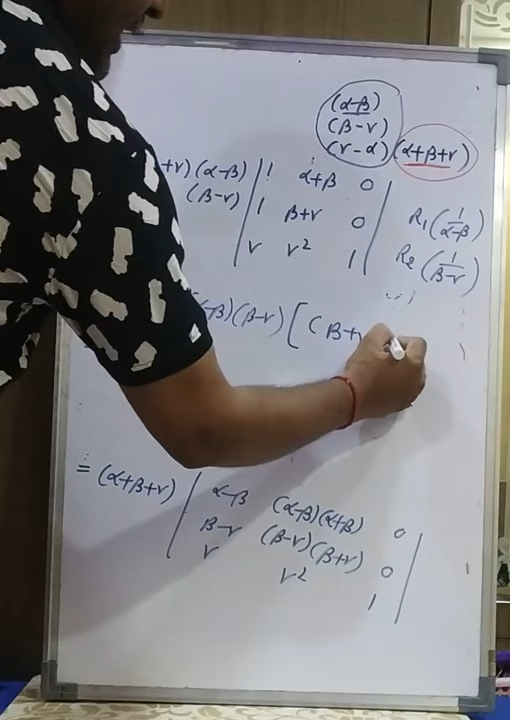 (α-β)
(β-γ)
(γ-α) (α+β+γ)
+γ)(α-β) | 1 α+β 0 |
(β-γ) | 1 β+γ 0 | R₁(1/(α-β))
| γ γ² 1 | R₂(1/(β-γ))
-β)(β-γ) [(β+γ
= (α+β+γ) | α-β (α-β)(α+β) 0 |
| β-γ (β-γ)(β+γ) 0 |
| γ γ² 1 |